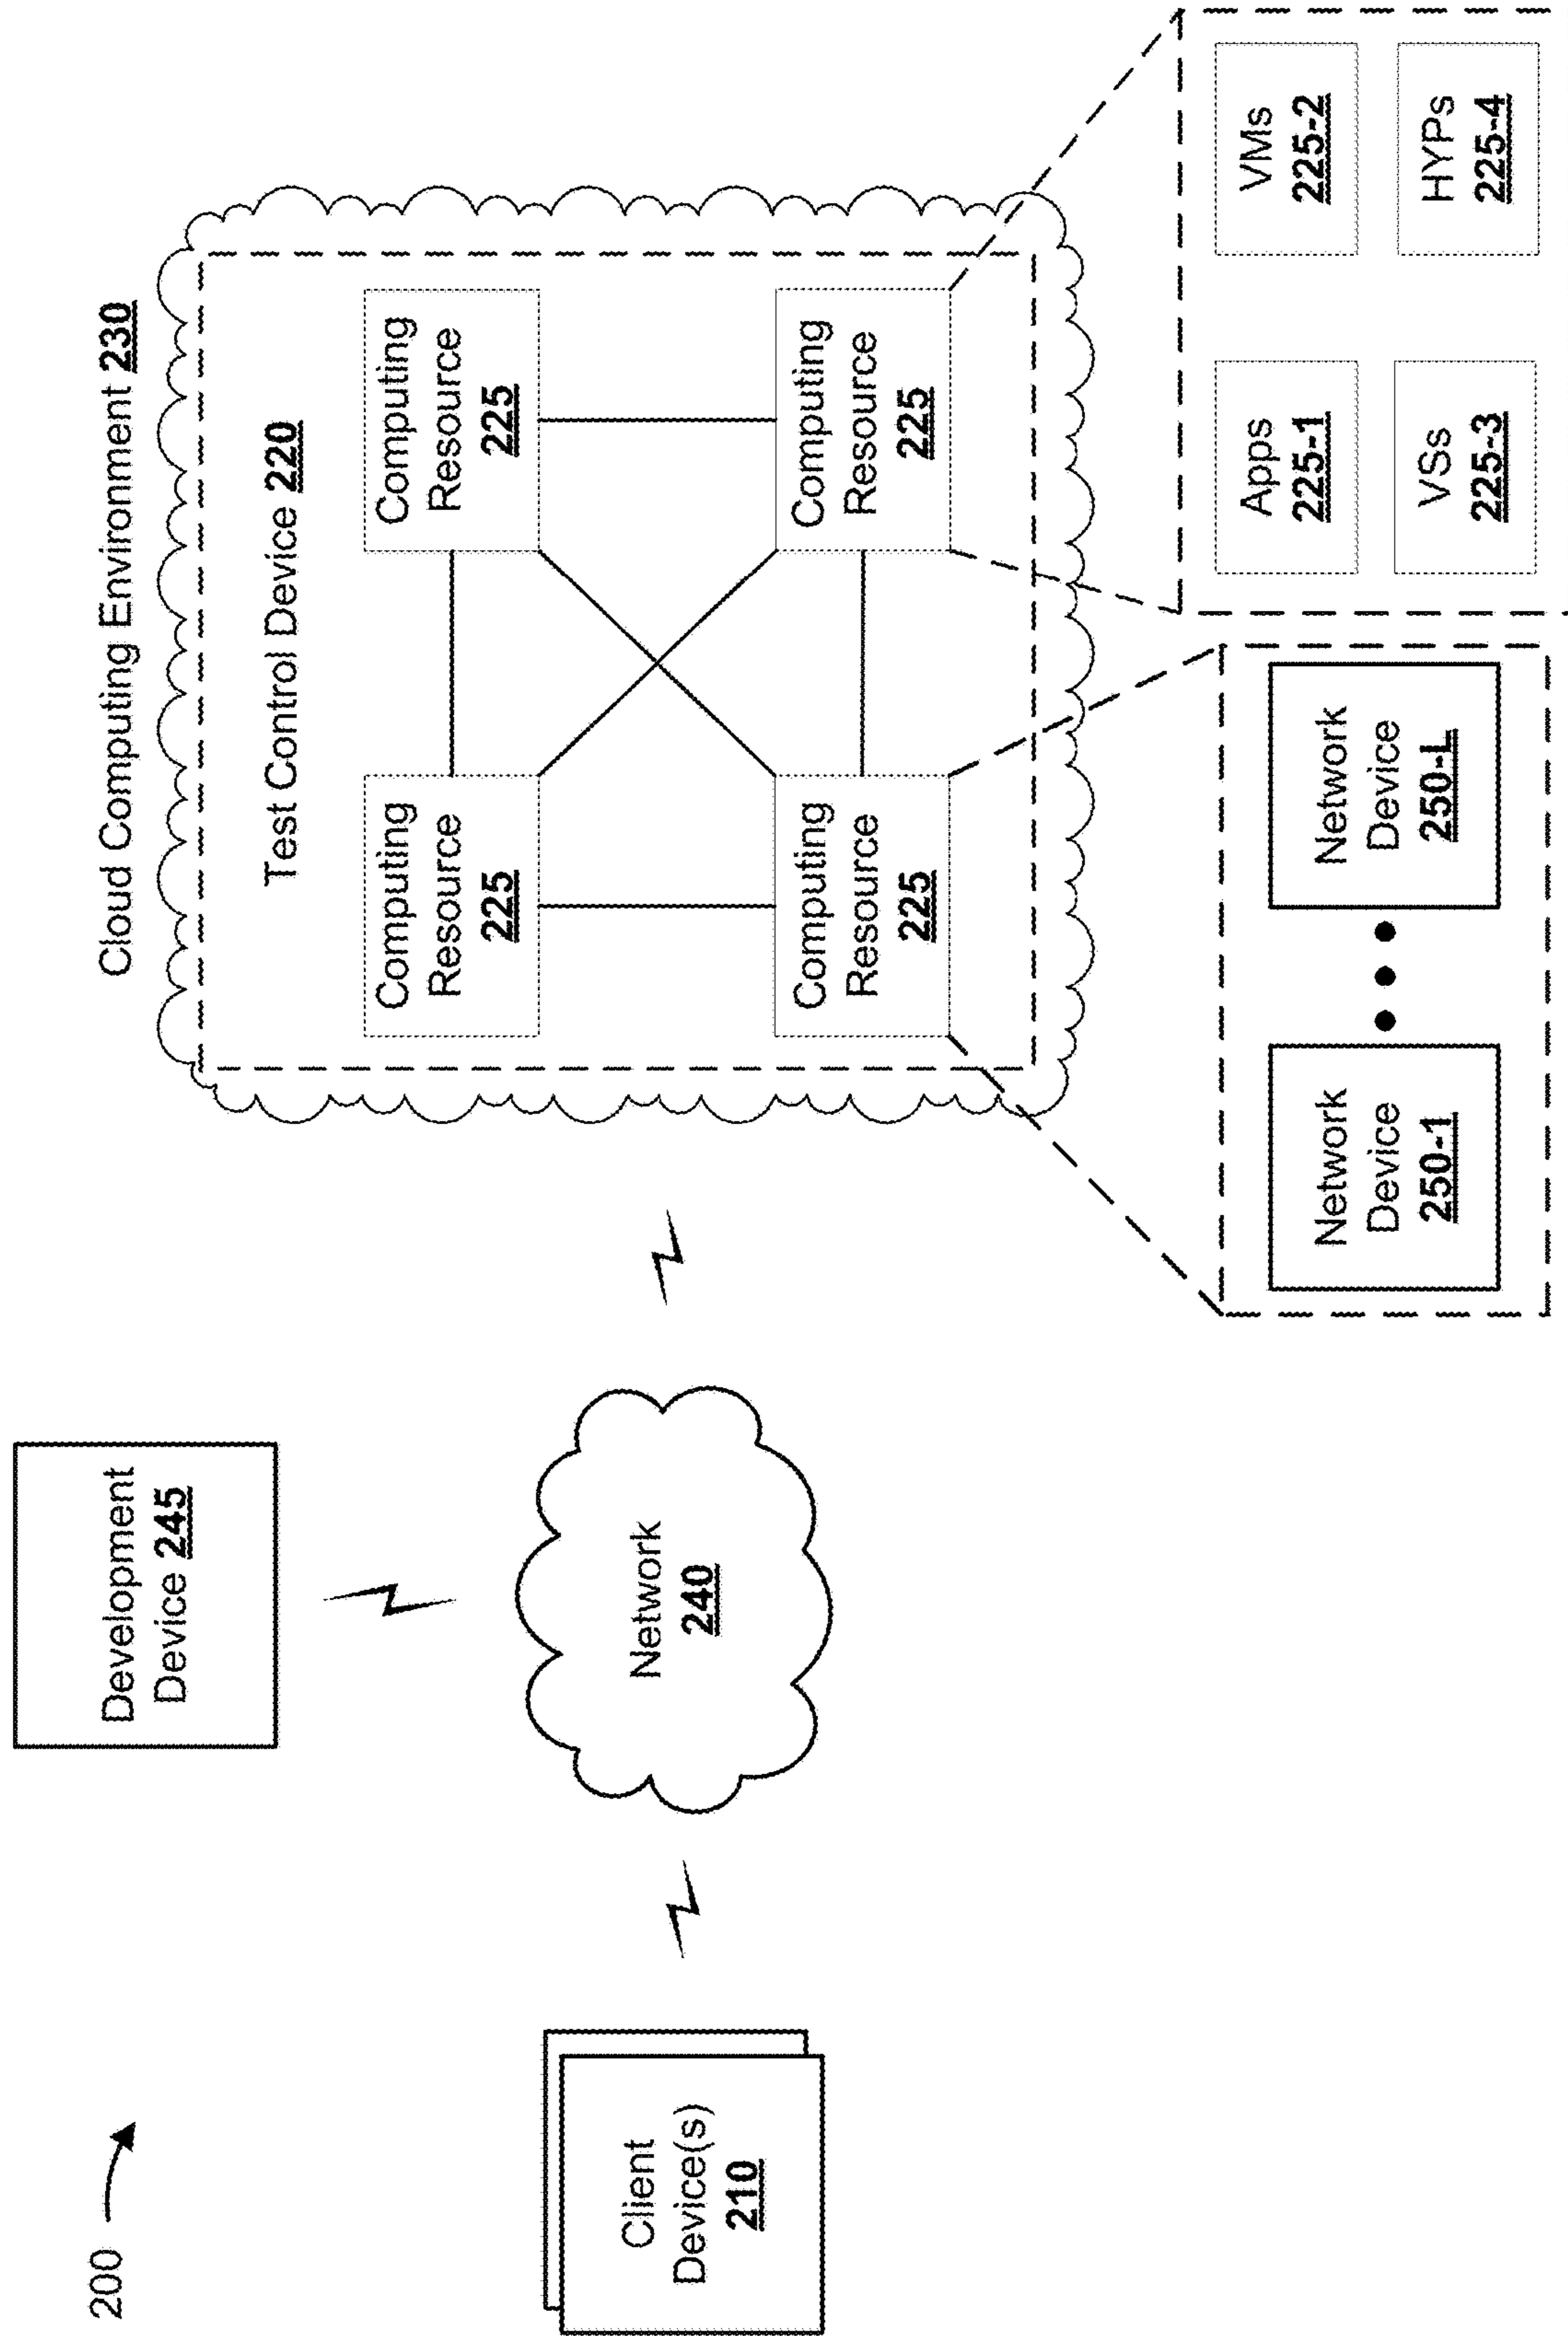 200
Development
Device 245
Client
Device(s)
210
Network
240
Cloud Computing Environment 230
Test Control Device 220
Computing
Resource
225
Computing
Resource
225
Computing
Resource
225
Computing
Resource
225
Network
Device
250-1
Network
Device
250-L
Apps
225-1
VMs
225-2
VSs
225-3
HYPs
225-4